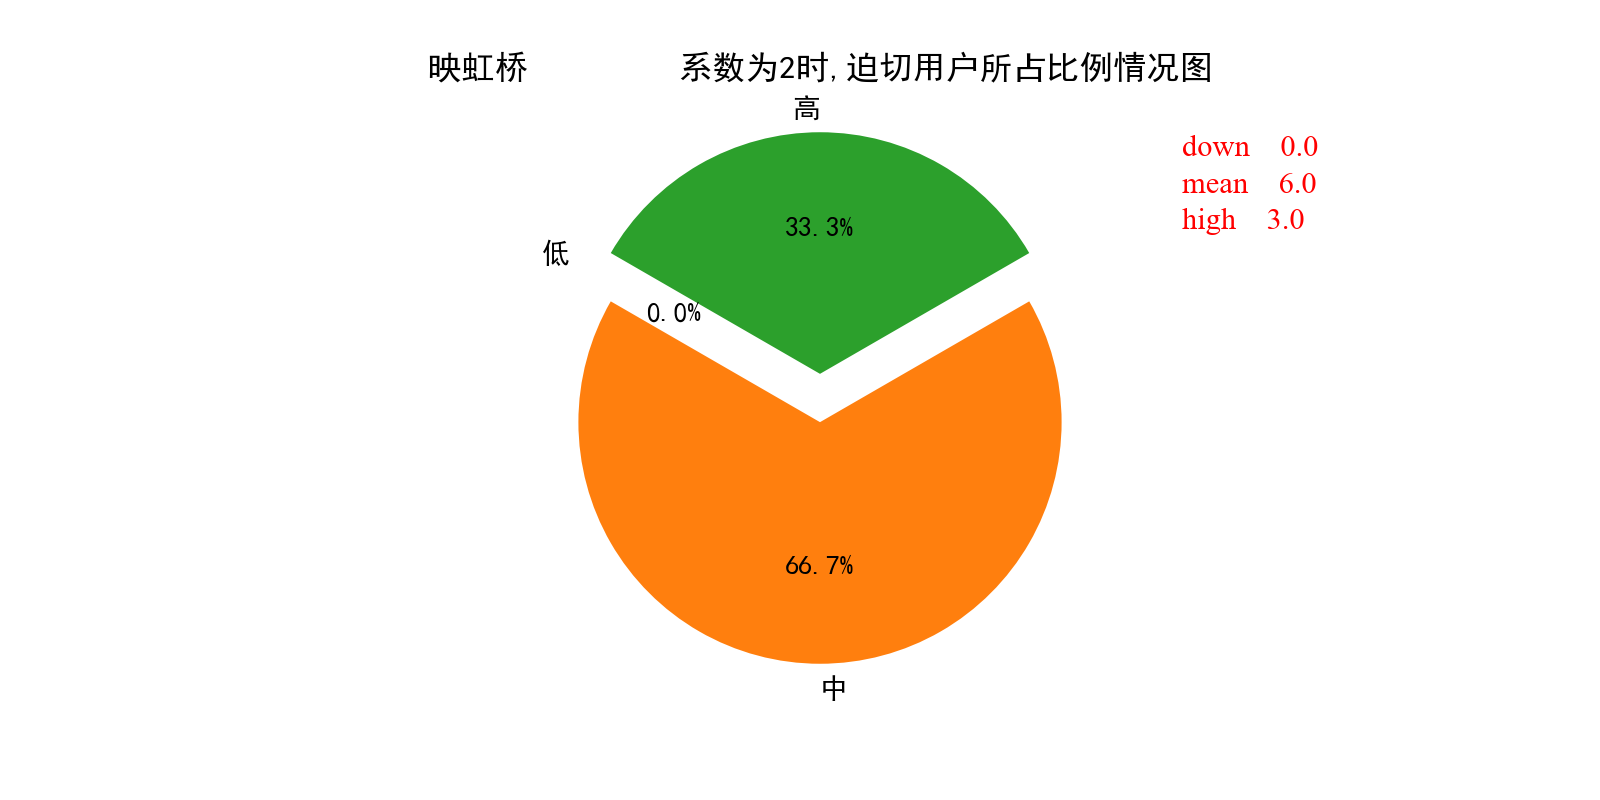 映虹桥 系数为2时,迫切用户所占比例情况图
高
down 0.0
mean 6.0
high 3.0
33.3%
低
0.0%
66.7%
中